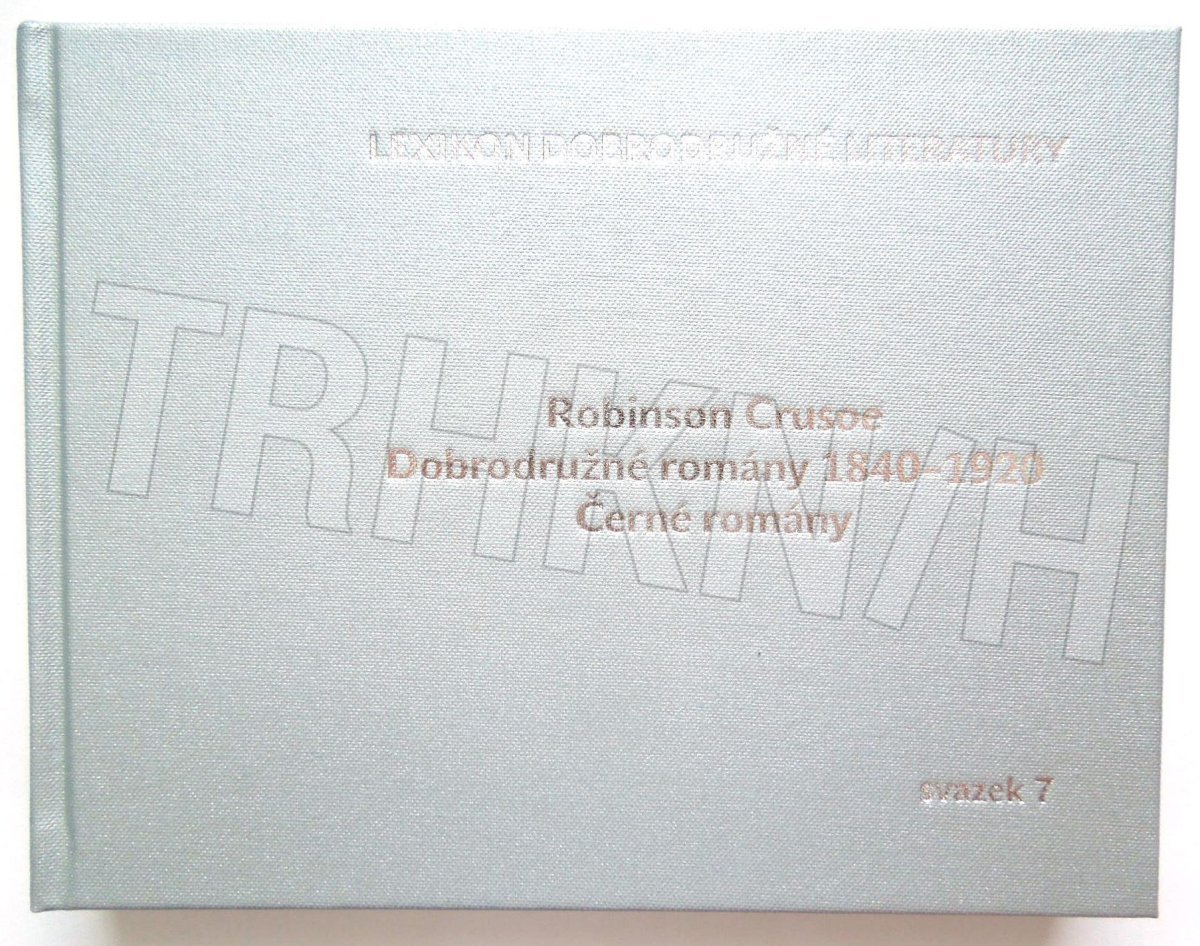 LEXIKON DOBRODRUŽNÉ LITERATURY
TRHKNIH
Robinson Crusoe
Dobrodružné romány 1840–1920
Černé romány
svazek 7